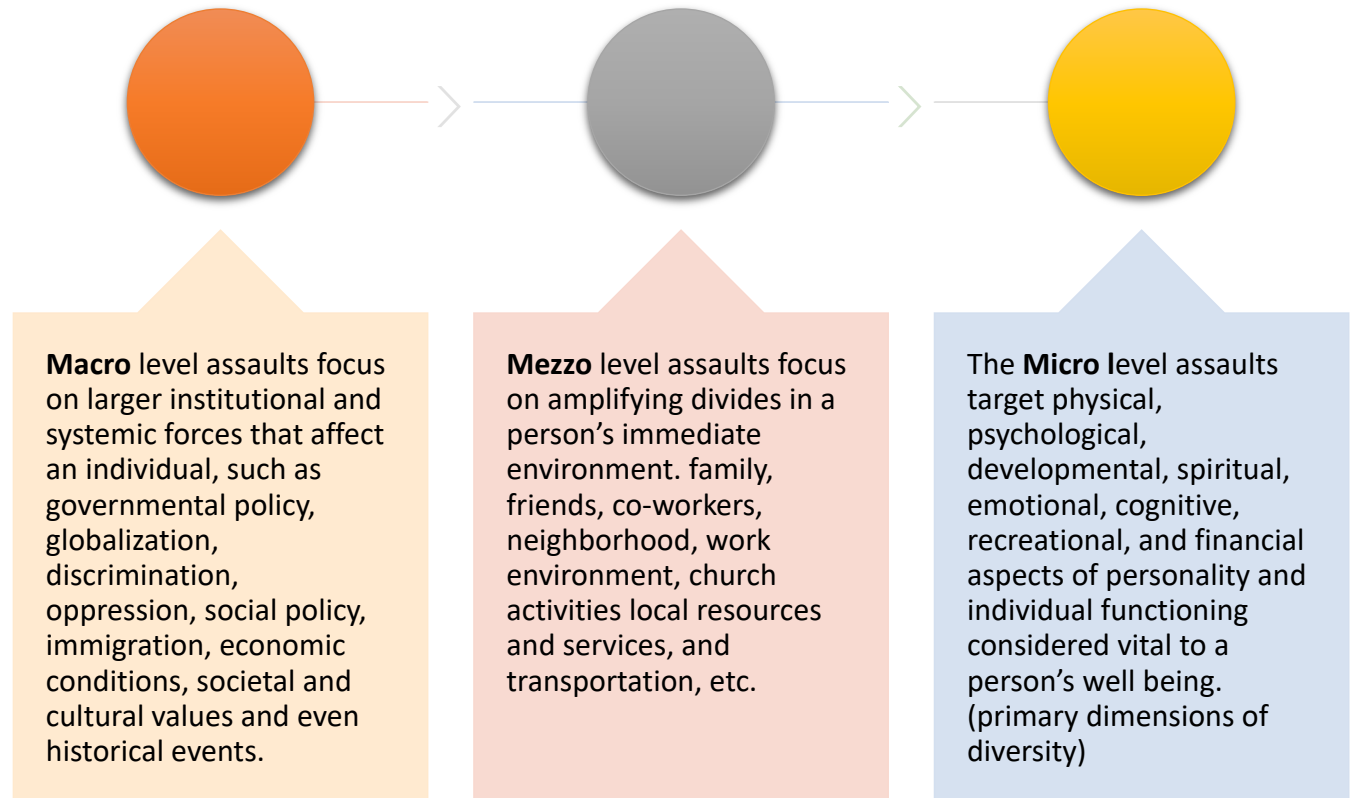 Macro level assaults focus
on larger institutional and
systemic forces that affect
an individual, such as
governmental policy,
globalization,
discrimination,
oppression, social policy,
immigration, economic
conditions, societal and
cultural values and even
historical events.
Mezzo level assaults focus
on amplifying divides in a
person’s immediate
environment. family,
friends, co-workers,
neighborhood, work
environment, church
activities local resources
and services, and
transportation, etc.
The Micro level assaults
target physical,
psychological,
developmental, spiritual,
emotional, cognitive,
recreational, and financial
aspects of personality and
individual functioning
considered vital to a
person’s well being.
(primary dimensions of
diversity)